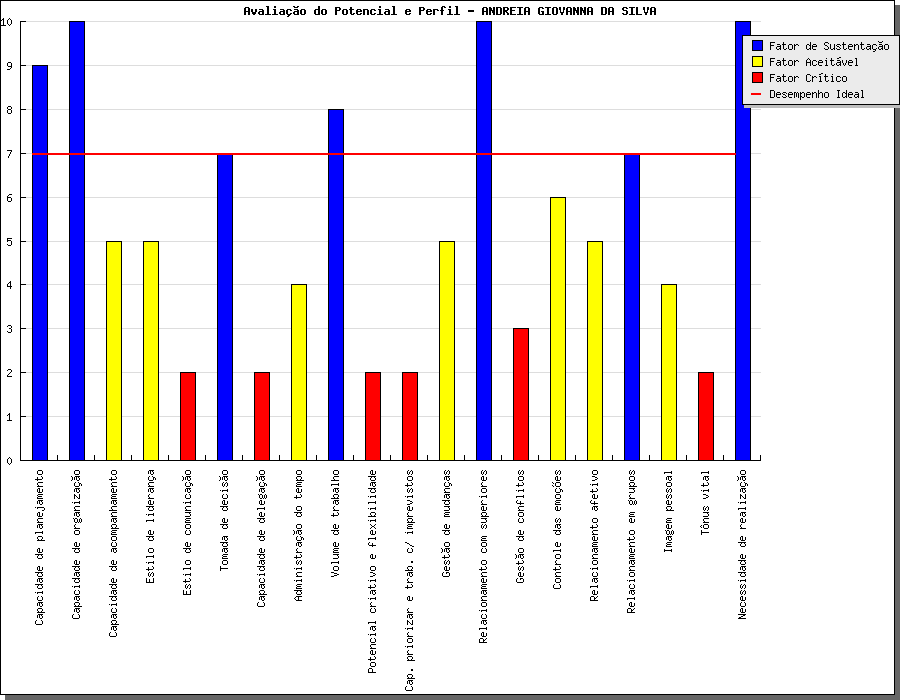 Avaliação do Potencial e Perfil - ANDREIA GIOVANNA DA SILVA
10
9
8
7
6
5
4
3
2
1
0
Fator de Sustentação
Fator Aceitável
Fator Crítico
Desempenho Ideal
Capacidade de planejamento
Capacidade de organização
Capacidade de acompanhamento
Estilo de liderança
Estilo de comunicação
Tomada de decisão
Capacidade de delegação
Administração do tempo
Volume de trabalho
Potencial criativo e flexibilidade
Cap. priorizar e trab. c/ imprevistos
Gestão de mudanças
Relacionamento com superiores
Gestão de conflitos
Controle das emoções
Relacionamento afetivo
Relacionamento em grupos
Imagem pessoal
Tônus vital
Necessidade de realização